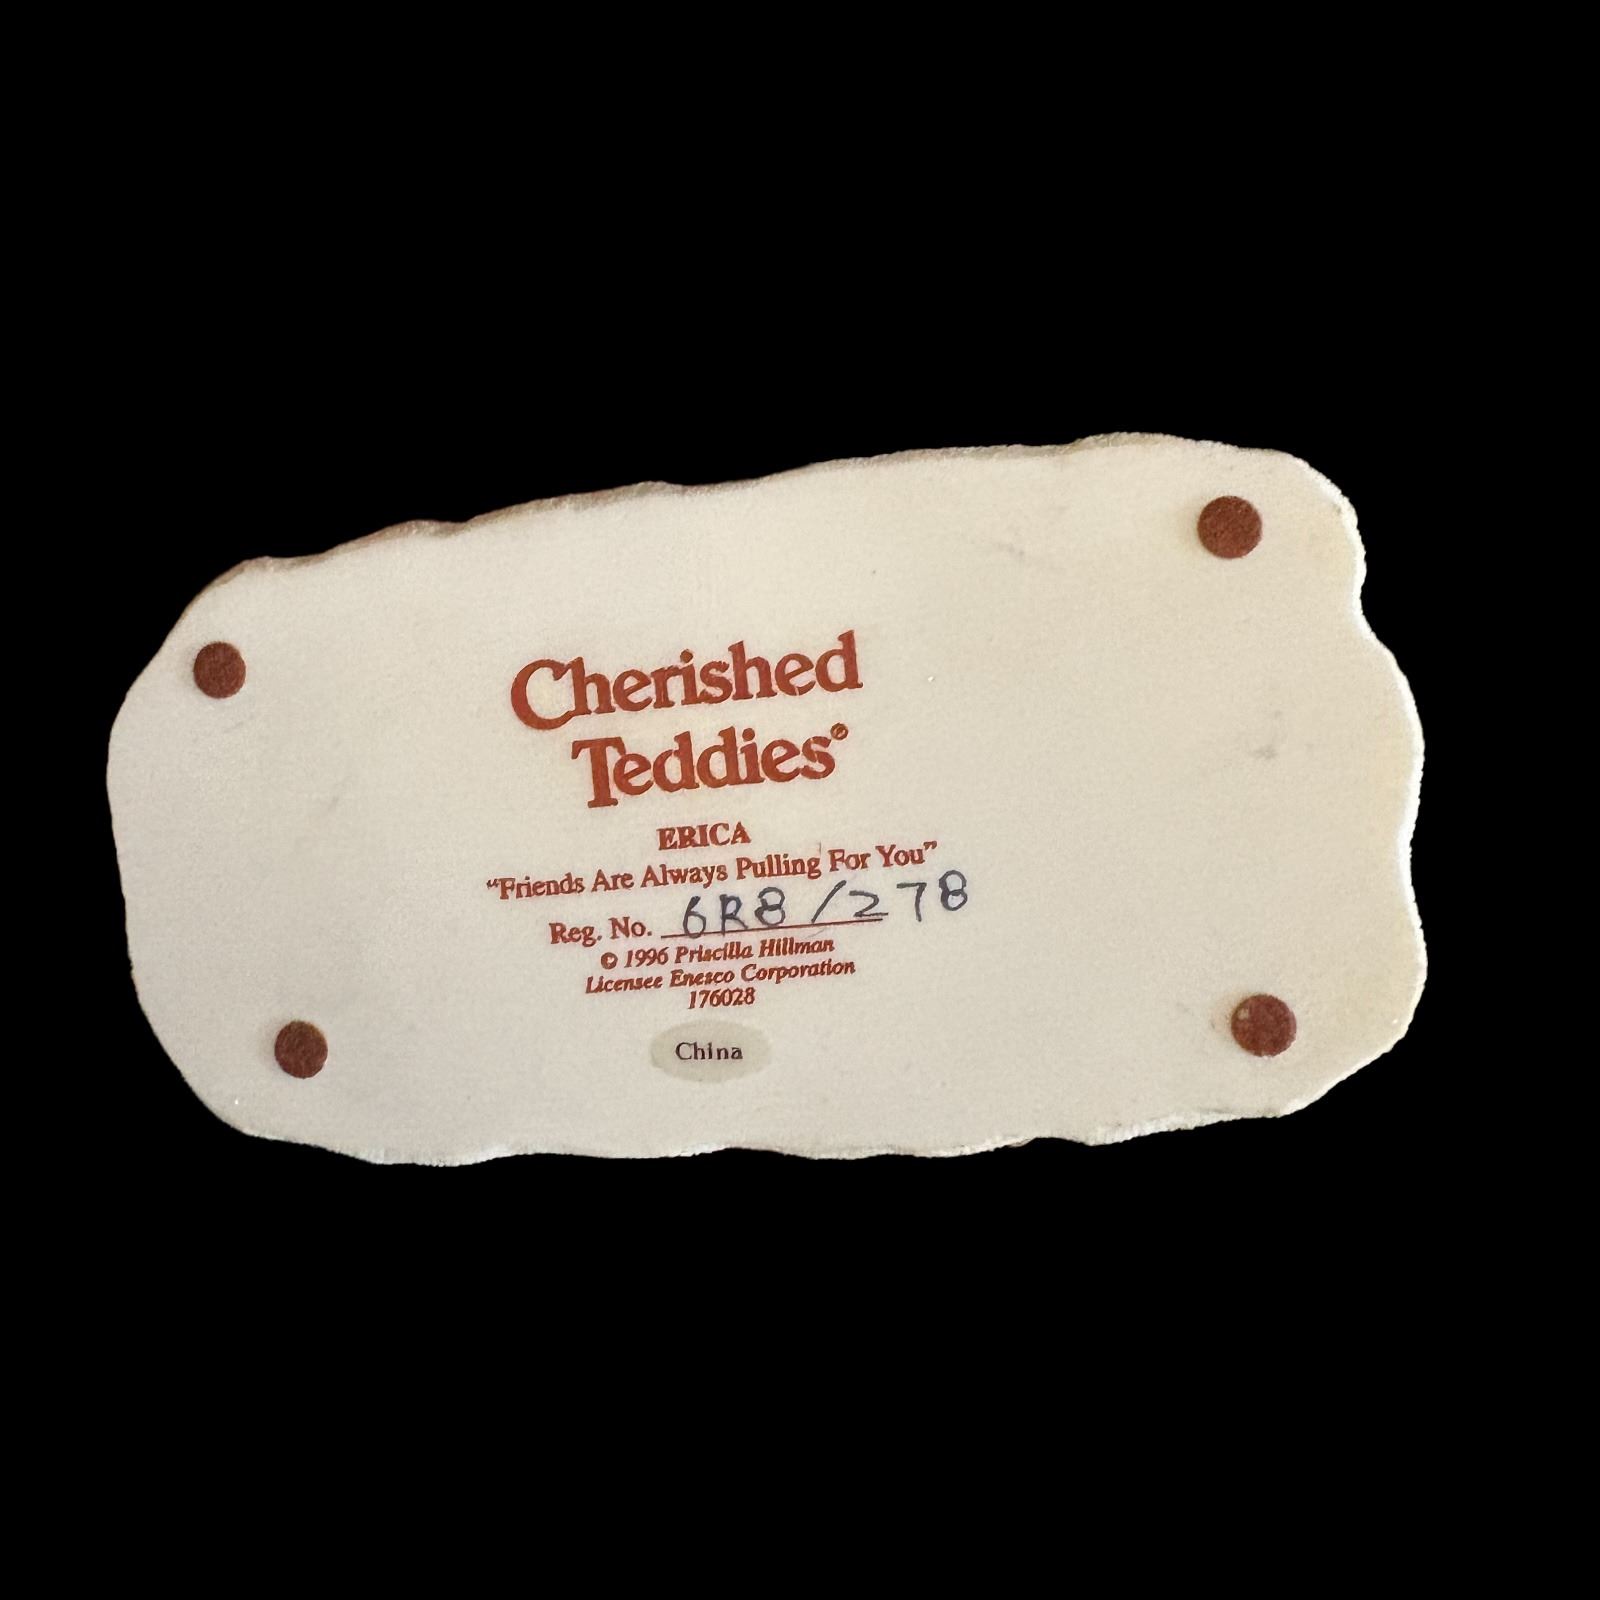 Cherished
Teddies®
ERICA
“Friends Are Always Pulling For You”
Reg. No. 6R8/278
© 1996 Priscilla Hillman
Licensee Enesco Corporation
176028
China